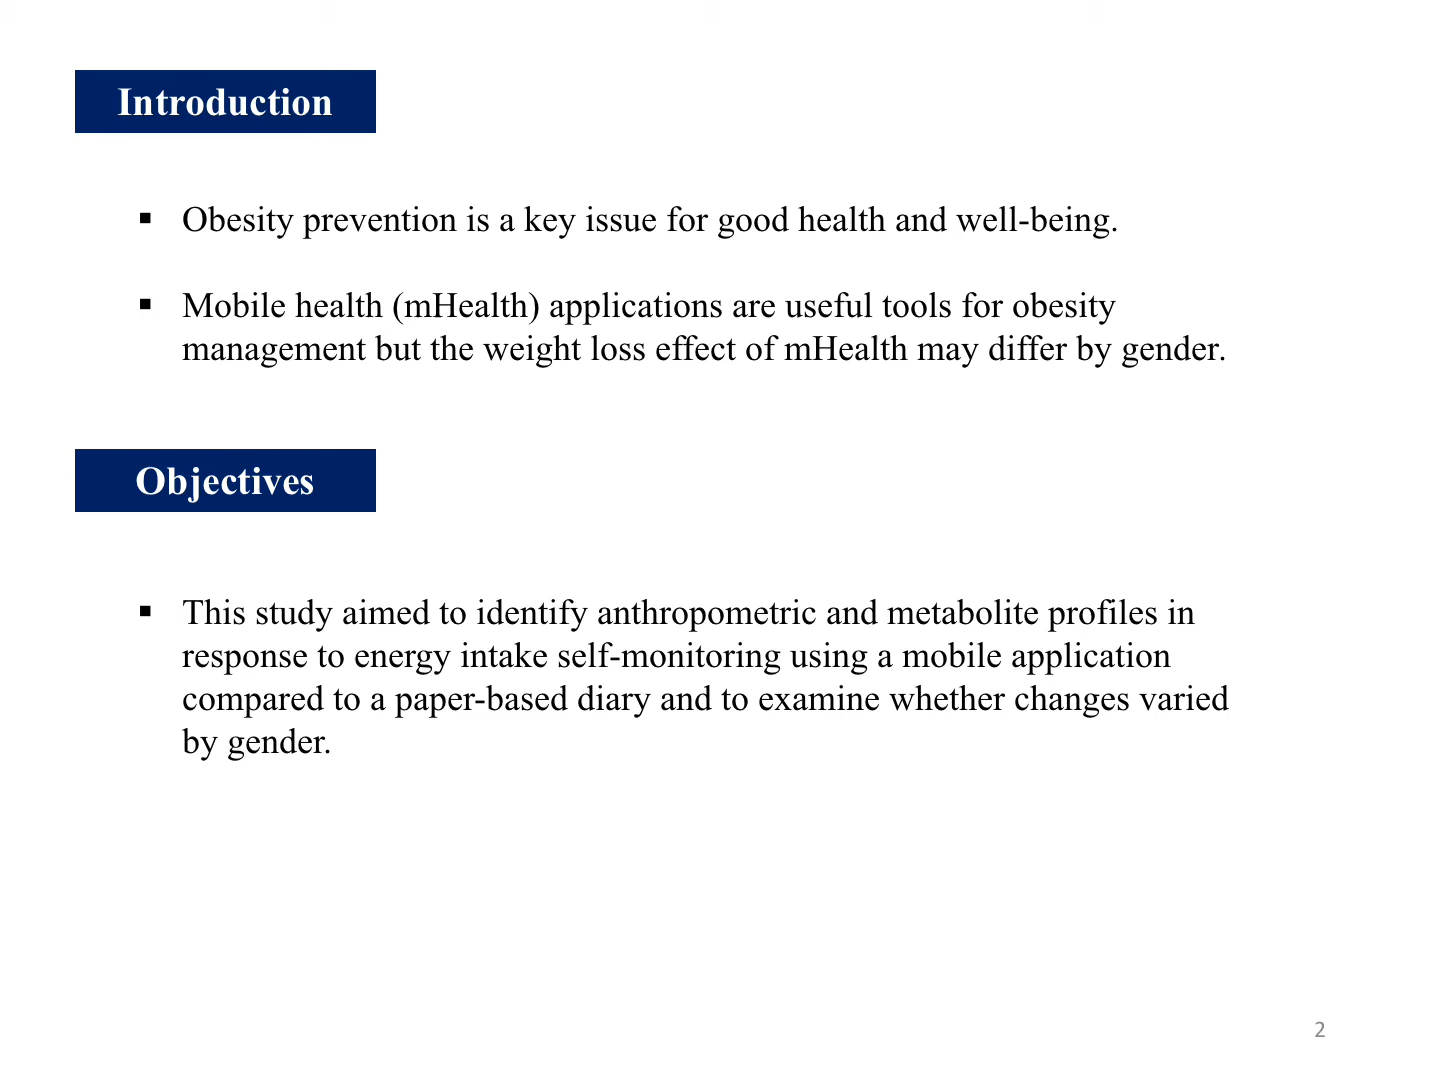 Introduction
▪ Obesity prevention is a key issue for good health and well-being.
▪ Mobile health (mHealth) applications are useful tools for obesity
management but the weight loss effect of mHealth may differ by gender.
Objectives
▪ This study aimed to identify anthropometric and metabolite profiles in
response to energy intake self-monitoring using a mobile application
compared to a paper-based diary and to examine whether changes varied
by gender.
2